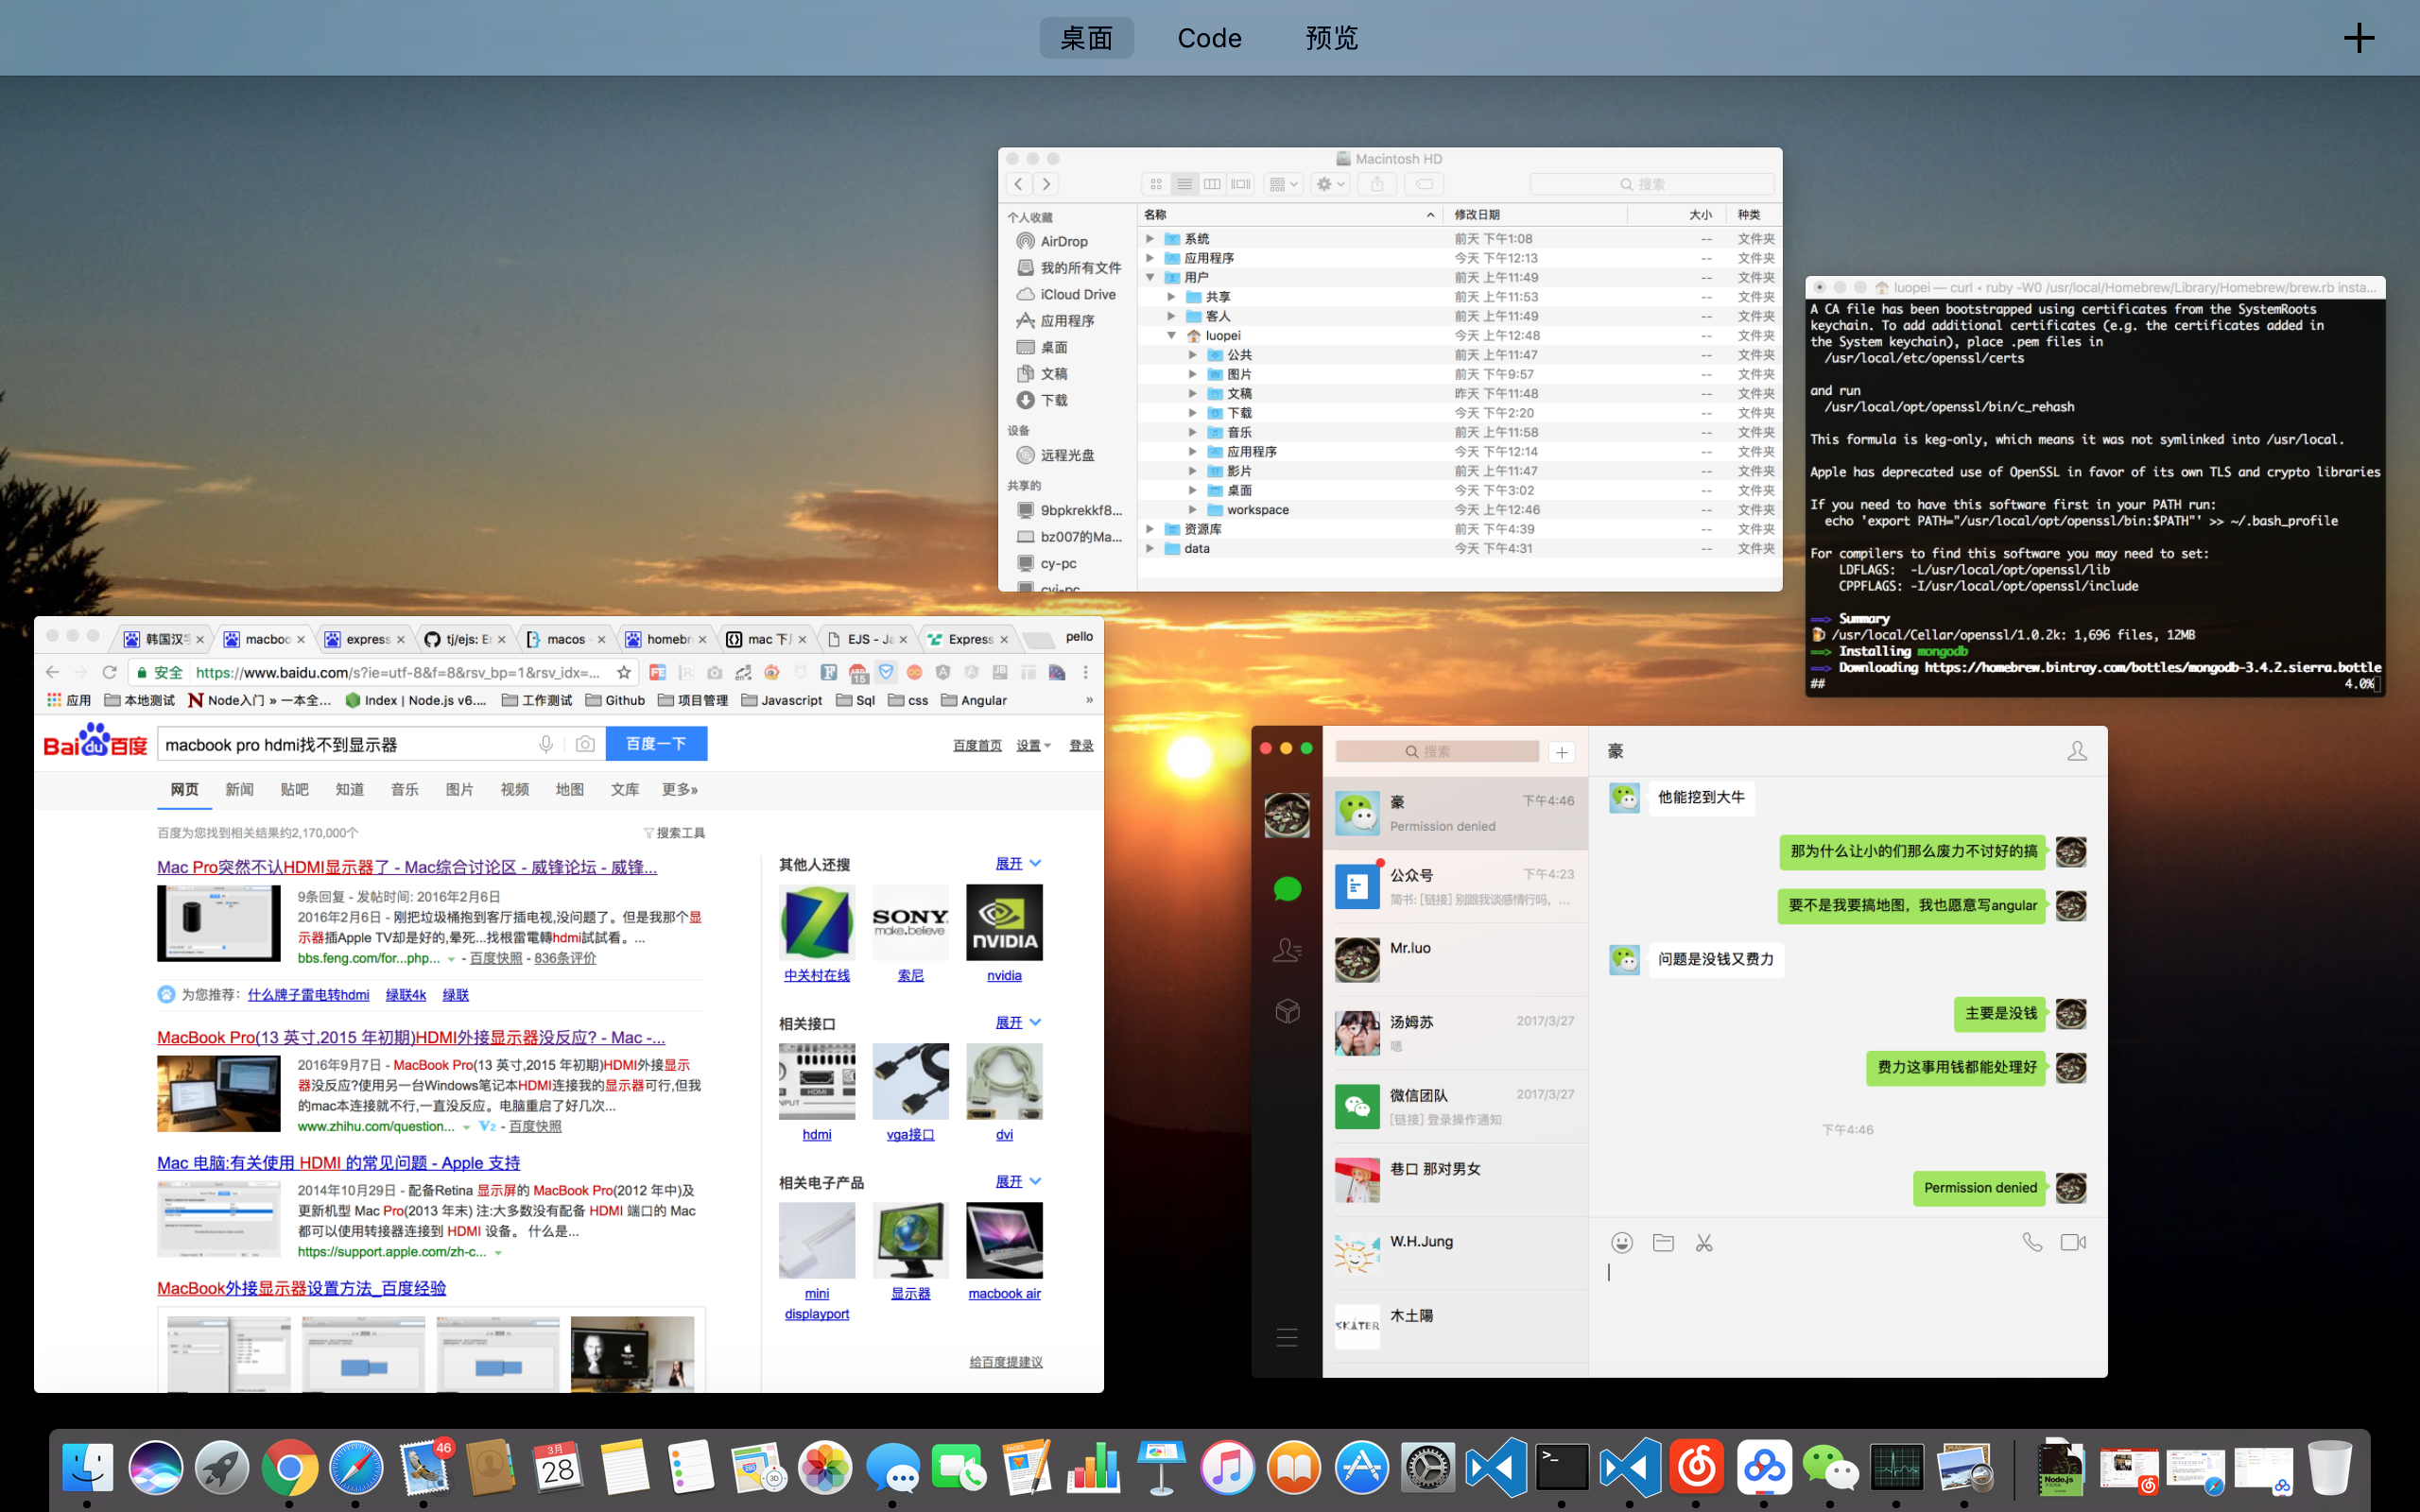 桌面 Code 预览
Macintosh HD
搜索
个人收藏
AirDrop
我的所有文件
iCloud Drive
应用程序
桌面
文稿
下载
设备
远程光盘
共享的
9bpkrekkf8...
bz007的Ma...
cy-pc
cyj-pc
名称 修改日期 大小 种类
系统 前天 下午1:08 -- 文件夹
应用程序 今天 下午12:13 -- 文件夹
用户 前天 上午11:49 -- 文件夹
共享 前天 上午11:53 -- 文件夹
客人 前天 上午11:49 -- 文件夹
luopei 今天 下午12:48 -- 文件夹
公共 前天 上午11:47 -- 文件夹
图片 前天 下午9:57 -- 文件夹
文稿 昨天 上午11:48 -- 文件夹
下载 今天 下午2:20 -- 文件夹
音乐 前天 上午11:58 -- 文件夹
应用程序 今天 下午12:14 -- 文件夹
影片 前天 上午11:47 -- 文件夹
桌面 今天 下午3:02 -- 文件夹
workspace 今天 下午12:46 -- 文件夹
资源库 前天 下午4:39 -- 文件夹
data 今天 下午4:31 -- 文件夹
luopei — curl • ruby -W0 /usr/local/Homebrew/Library/Homebrew/brew.rb insta...
A CA file has been bootstrapped using certificates from the SystemRoots
keychain. To add additional certificates (e.g. the certificates added in
the System keychain), place .pem files in
/usr/local/etc/openssl/certs
and run
/usr/local/opt/openssl/bin/c_rehash
This formula is keg-only, which means it was not symlinked into /usr/local.
Apple has deprecated use of OpenSSL in favor of its own TLS and crypto libraries
If you need to have this software first in your PATH run:
echo 'export PATH="/usr/local/opt/openssl/bin:$PATH"' >> ~/.bash_profile
For compilers to find this software you may need to set:
LDFLAGS: -L/usr/local/opt/openssl/lib
CPPFLAGS: -I/usr/local/opt/openssl/include
==> Summary
/usr/local/Cellar/openssl/1.0.2k: 1,696 files, 12MB
==> Installing mongodb
==> Downloading https://homebrew.bintray.com/bottles/mongodb-3.4.2.sierra.bottle
## 4.0%
韩国汉字 macboo express tj/ejs: E macos - homebr mac 下 EJS - Ja Express pello
安全 https://www.baidu.com/s?ie=utf-8&f=8&rsv_bp=1&rsv_idx=...
应用 本地测试 Node入门 » 一本全... Index | Node.js v6.... 工作测试 Github 项目管理 Javascript Sql css Angular »
Bai du 百度 macbook pro hdmi找不到显示器 百度一下 百度首页 设置 登录
网页 新闻 贴吧 知道 音乐 图片 视频 地图 文库 更多»
百度为您找到相关结果约2,170,000个 搜索工具
Mac Pro突然不认HDMI显示器了 - Mac综合讨论区 - 威锋论坛 - 威锋...
9条回复 - 发帖时间: 2016年2月6日
2016年2月6日 - 刚把垃圾桶抱到客厅插电视,没问题了。但是我那个显
示器插Apple TV却是好的,晕死...找根雷電轉hdmi試試看。...
bbs.feng.com/for...php... - 百度快照 - 836条评价
为您推荐: 什么牌子雷电转hdmi 绿联4k 绿联
MacBook Pro(13 英寸,2015 年初期)HDMI外接显示器没反应? - Mac -...
2016年9月7日 - MacBook Pro(13 英寸,2015 年初期)HDMI外接显示
器没反应?使用另一台Windows笔记本HDMI连接我的显示器可行,但我
的mac本连接就不行,一直没反应。电脑重启了好几次...
www.zhihu.com/question... V2 - 百度快照
Mac 电脑:有关使用 HDMI 的常见问题 - Apple 支持
2014年10月29日 - 配备Retina 显示屏的 MacBook Pro(2012 年中)及
更新机型 Mac Pro(2013 年末) 注:大多数没有配备 HDMI 端口的 Mac
都可以使用转接器连接到 HDMI 设备。 什么是...
https://support.apple.com/zh-c...
MacBook外接显示器设置方法_百度经验
其他人还搜 展开
SONY
make.believe
NVIDIA
中关村在线 索尼 nvidia
相关接口 展开
HDMI
hdmi vga接口 dvi
相关电子产品 展开
mini displayport 显示器 macbook air
给百度提建议
搜索
豪 下午4:46
Permission denied
公众号 下午4:23
简书: [链接] 别跟我谈感情行吗，...
Mr.luo
汤姆苏 2017/3/27
嗯
微信团队 2017/3/27
[链接] 登录操作通知
巷口 那对男女
W.H.Jung
木土陽
豪
他能挖到大牛
那为什么让小的们那么废力不讨好的搞
要不是我要搞地图，我也愿意写angular
问题是没钱又费力
主要是没钱
费力这事用钱都能处理好
下午4:46
Permission denied
46
3月
28
3D
PAGES
Node.js